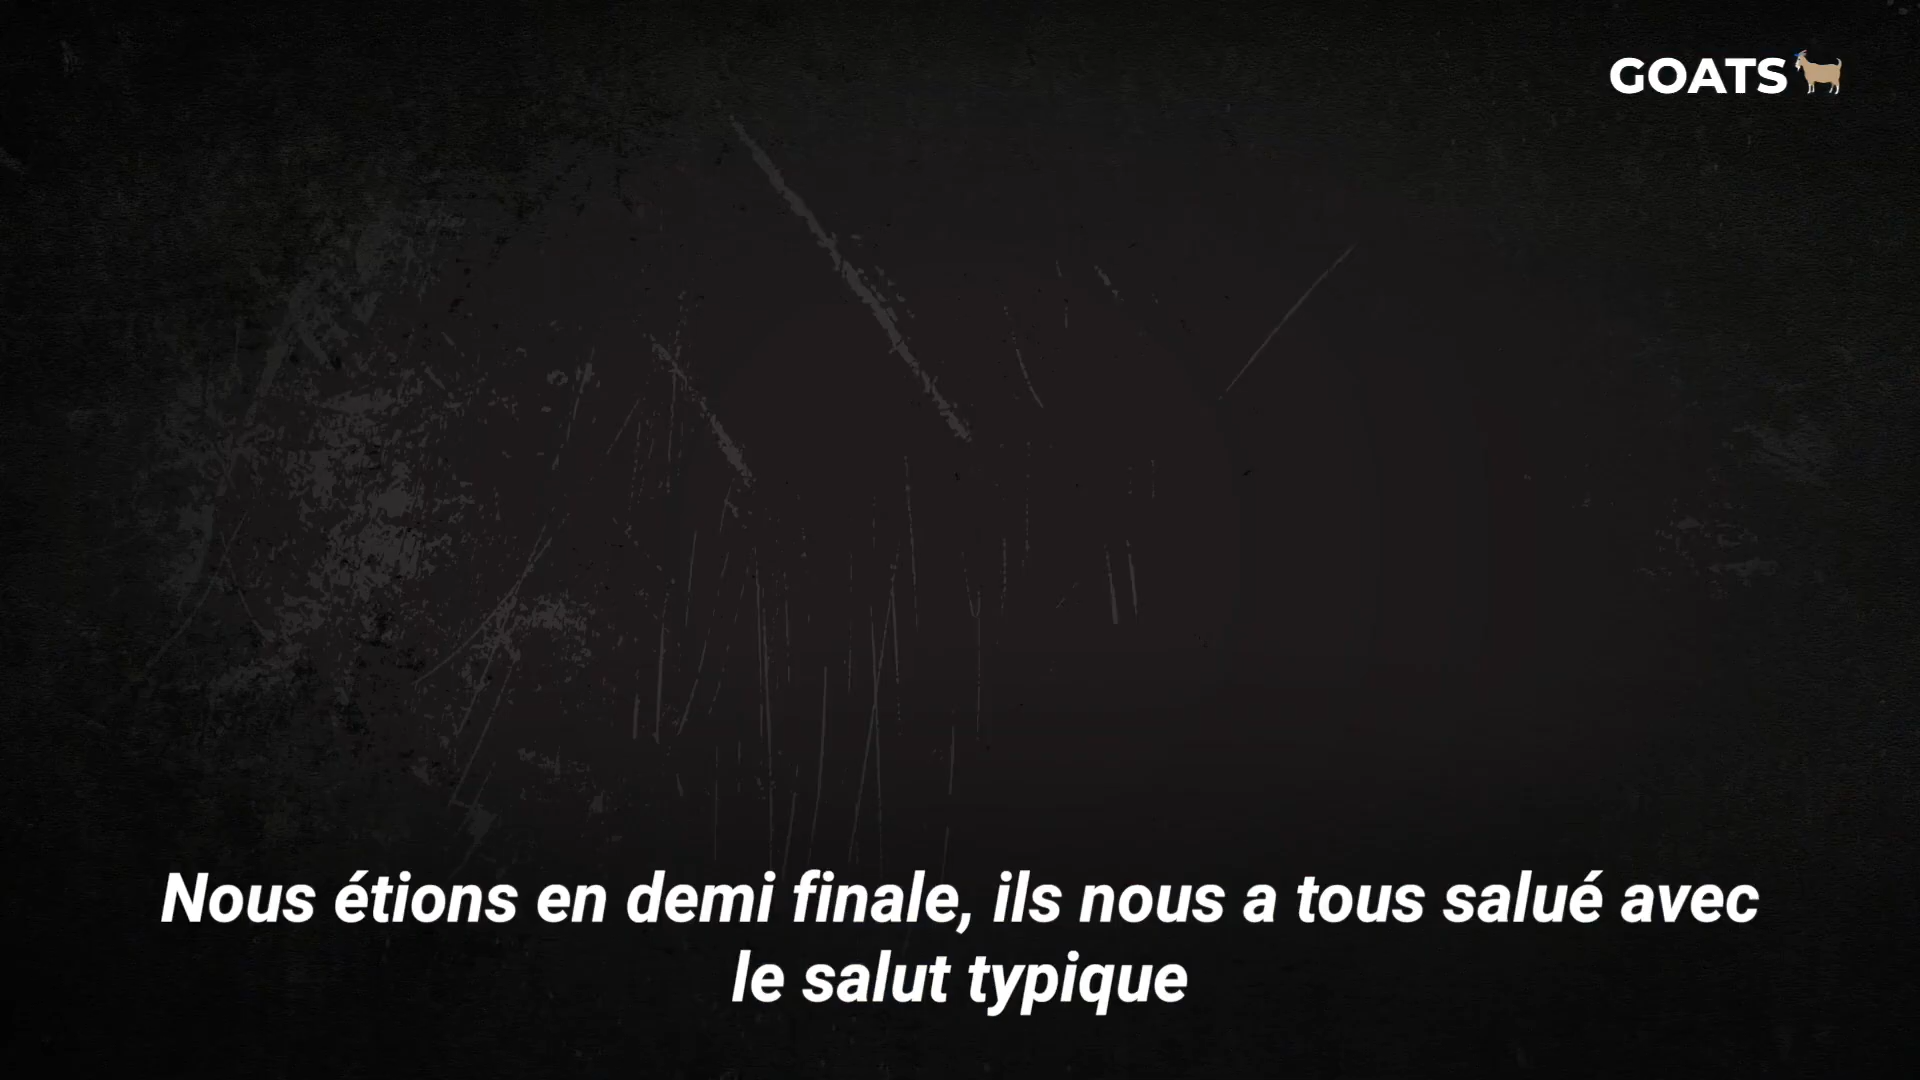 GOATS
Nous étions en demi finale, ils nous a tous salué avec
le salut typique